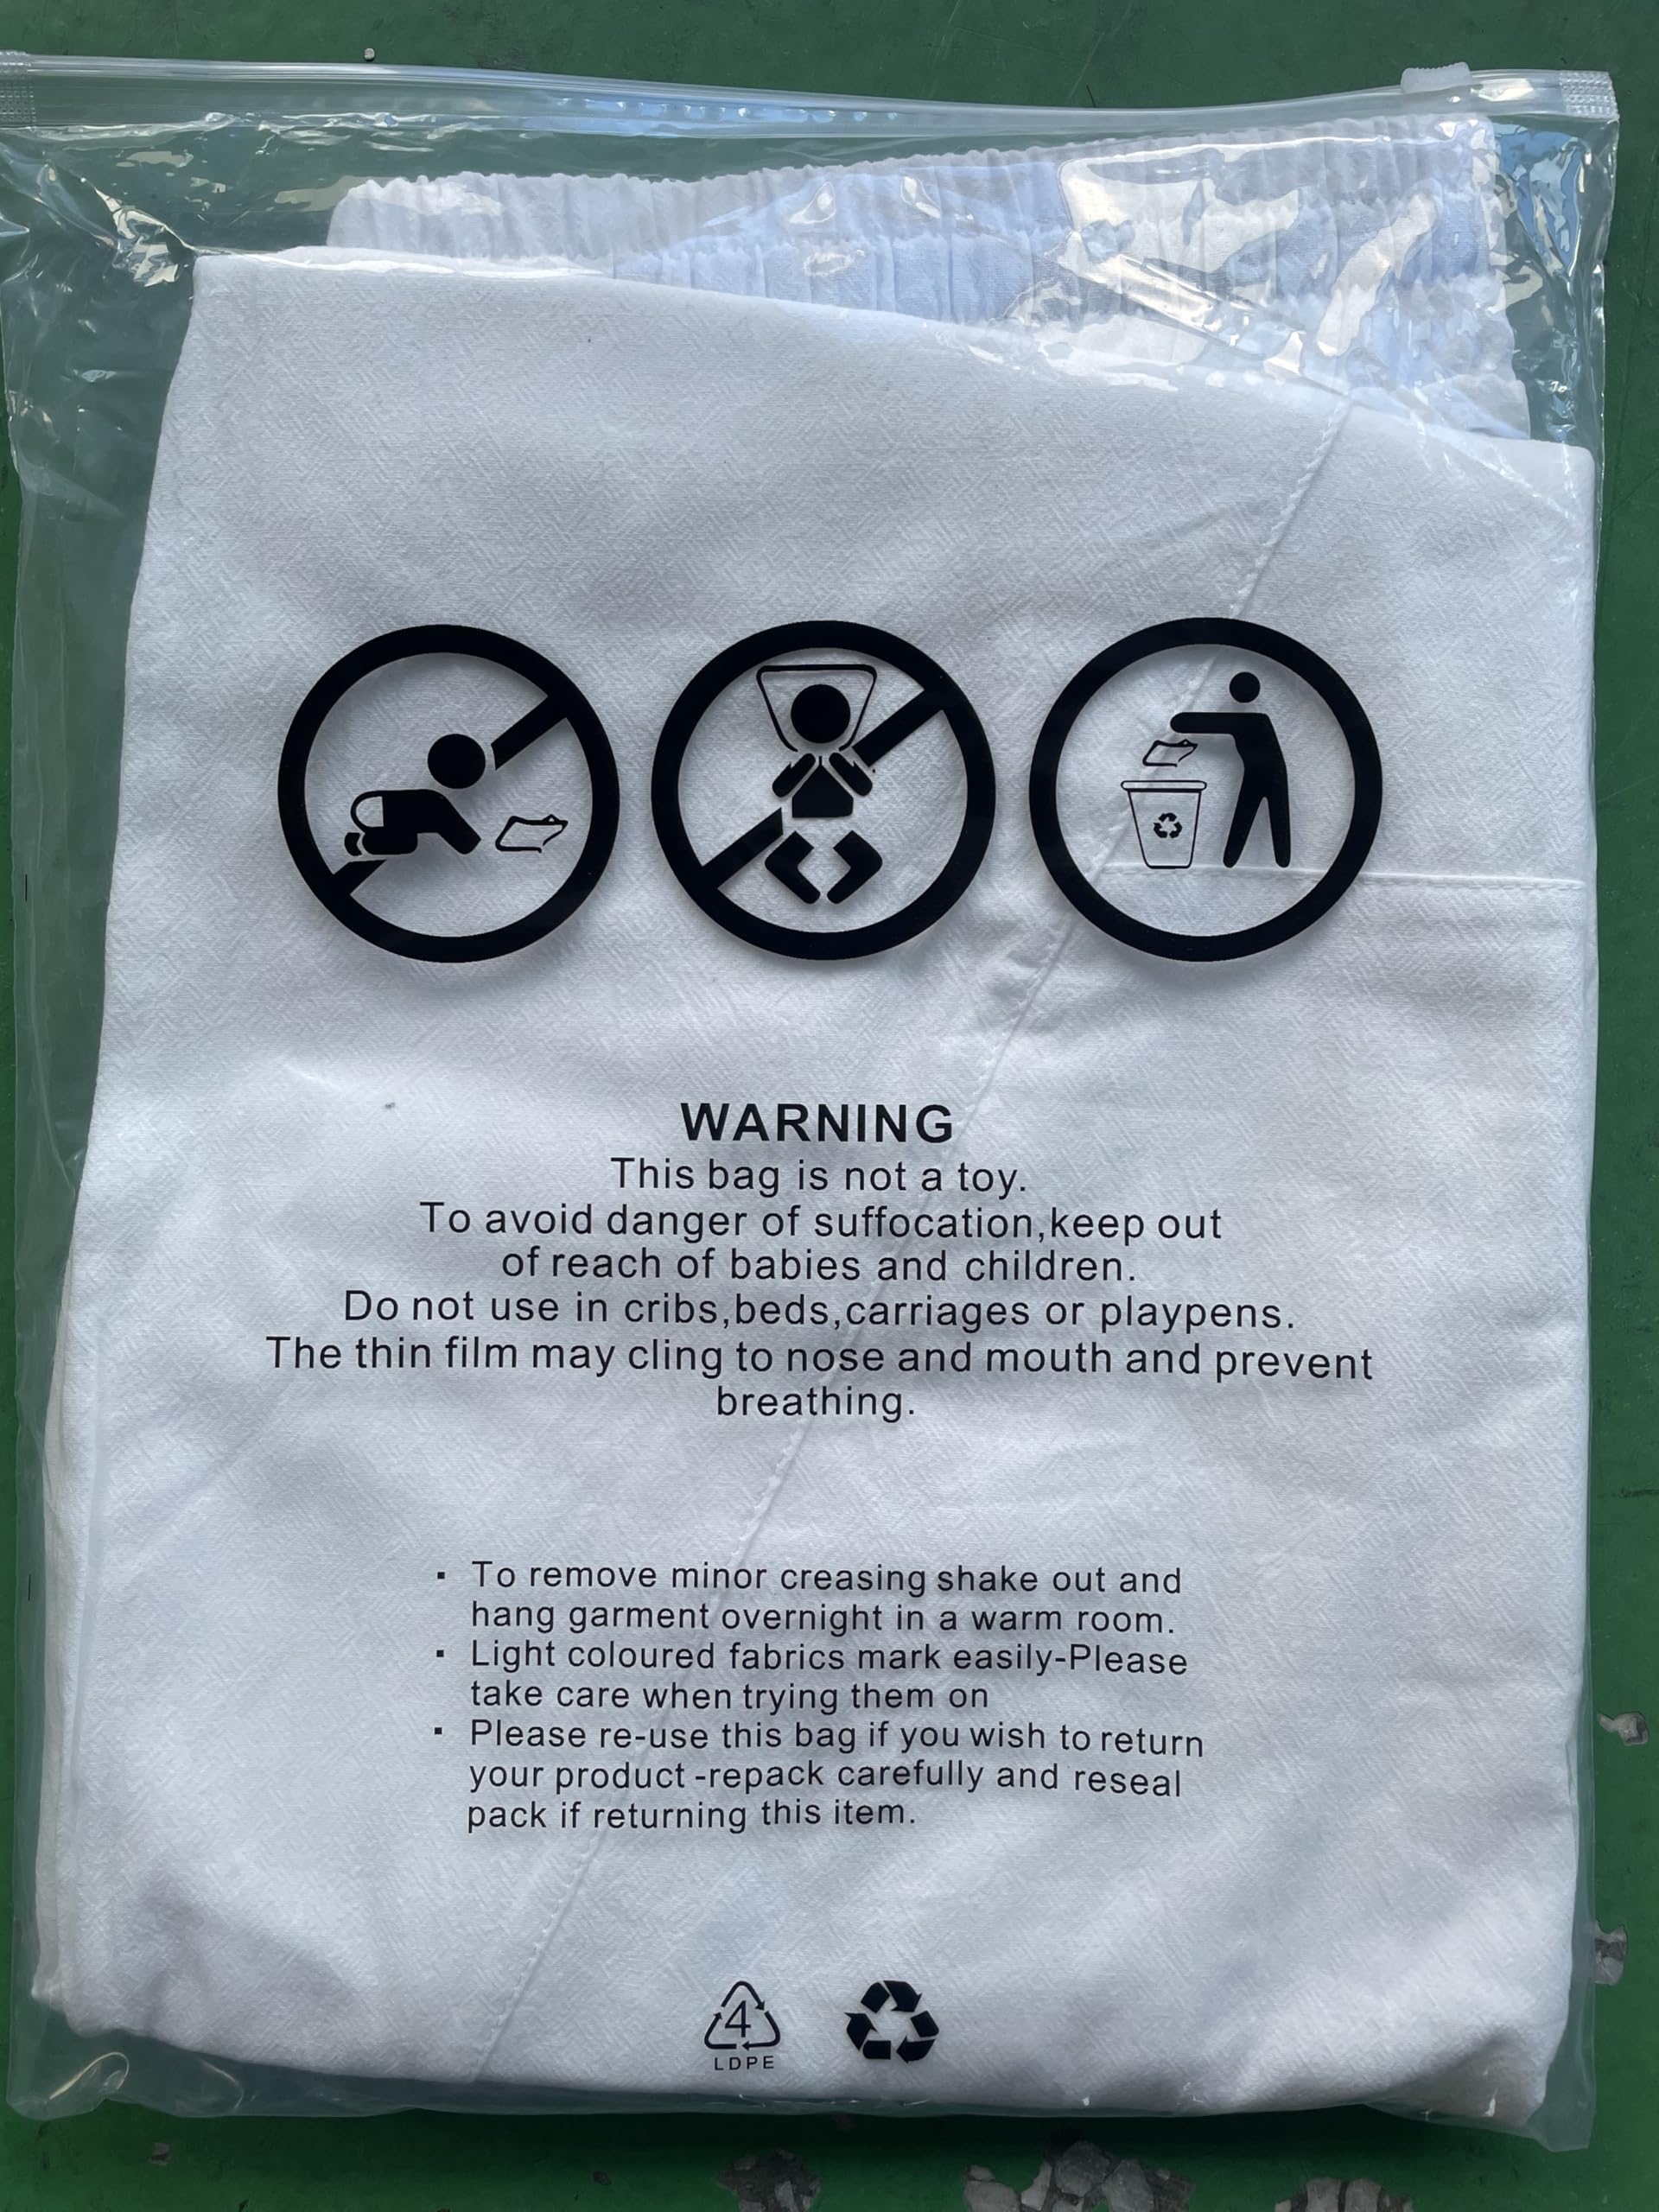 WARNING
This bag is not a toy.
To avoid danger of suffocation,keep out
of reach of babies and children.
Do not use in cribs,beds,carriages or playpens.
The thin film may cling to nose and mouth and prevent
breathing.
▪ To remove minor creasing shake out and
hang garment overnight in a warm room.
▪ Light coloured fabrics mark easily-Please
take care when trying them on
▪ Please re-use this bag if you wish to return
your product -repack carefully and reseal
pack if returning this item.
4
LDPE